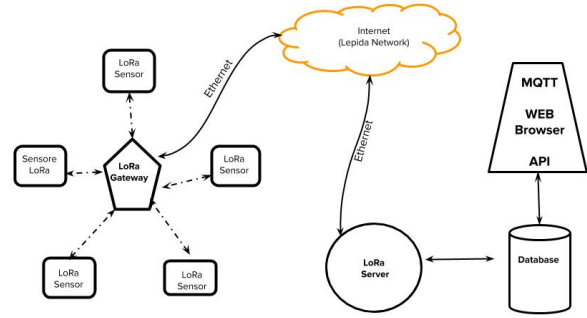 Internet
(Lepida Network)
LoRa
Sensor
Ethernet
MQTT
WEB
Browser
API
Ethernet
Sensore
LoRa
LoRa
Gateway
LoRa
Sensor
LoRa
Server
Database
LoRa
Sensor
LoRa
Sensor